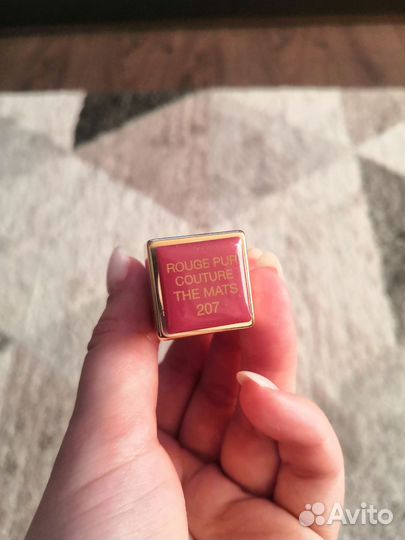 ROUGE PUR
COUTURE
THE MATS
207
Avito